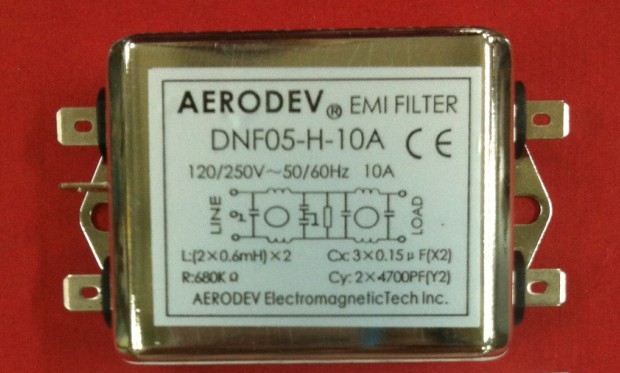 AERODEV® EMI FILTER
DNF05-H-10A CE
120/250V~50/60Hz 10A
LINE
LOAD
L:(2×0.6mH)×2 Cx: 3×0.15μF(X2)
R:680KΩ Cy: 2×4700PF(Y2)
AERODEV ElectromagneticTech Inc.